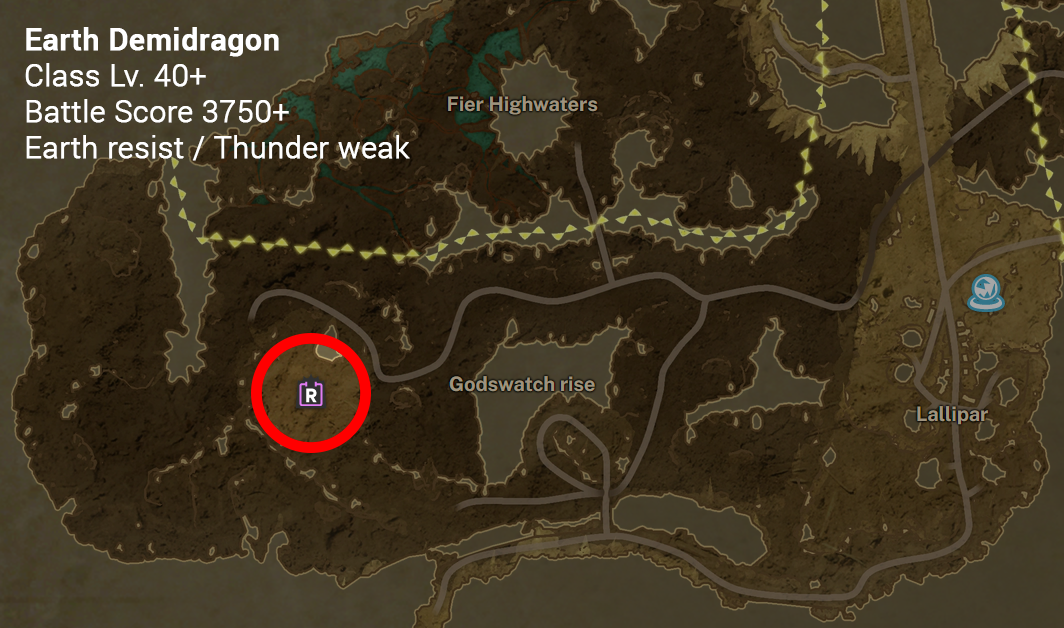 Earth Demidragon
Class Lv. 40+
Battle Score 3750+
Earth resist / Thunder weak
Fier Highwaters
Godswatch rise
R
Lallipar